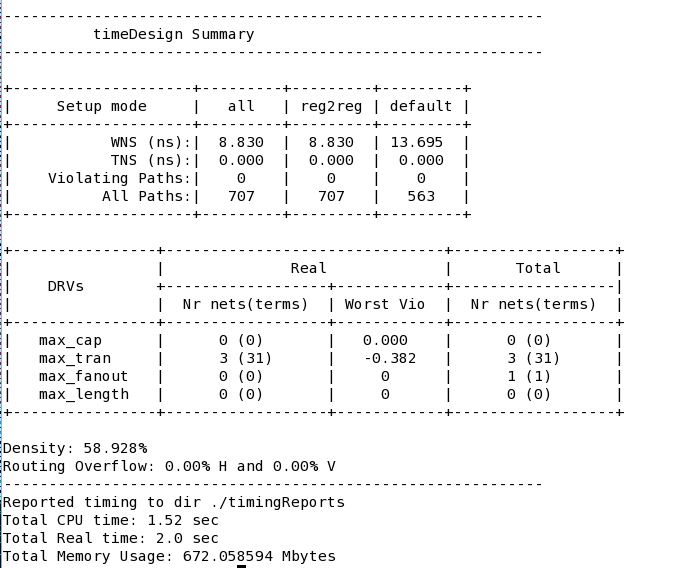 ------------------------------------------------------------
          timeDesign Summary
------------------------------------------------------------
+--------------------+---------+---------+---------+
|     Setup mode     |   all   | reg2reg | default |
+--------------------+---------+---------+---------+
|           WNS (ns):|  8.830  |  8.830  | 13.695  |
|           TNS (ns):|  0.000  |  0.000  |  0.000  |
|    Violating Paths:|    0    |    0    |    0    |
|          All Paths:|   707   |   707   |   563   |
+--------------------+---------+---------+---------+
+----------------+-------------------------------+------------------+
|                |              Real             |       Total      |
|    DRVs        +------------------+------------+------------------|
|                |  Nr nets(terms)  | Worst Vio  |  Nr nets(terms)  |
+----------------+------------------+------------+------------------+
|   max_cap      |      0 (0)       |   0.000    |      0 (0)       |
|   max_tran     |      3 (31)      |   -0.382   |      3 (31)      |
|   max_fanout   |      0 (0)       |     0      |      1 (1)       |
|   max_length   |      0 (0)       |     0      |      0 (0)       |
+----------------+------------------+------------+------------------+
Density: 58.928%
Routing Overflow: 0.00% H and 0.00% V
------------------------------------------------------------
Reported timing to dir ./timingReports
Total CPU time: 1.52 sec
Total Real time: 2.0 sec
Total Memory Usage: 672.058594 Mbytes